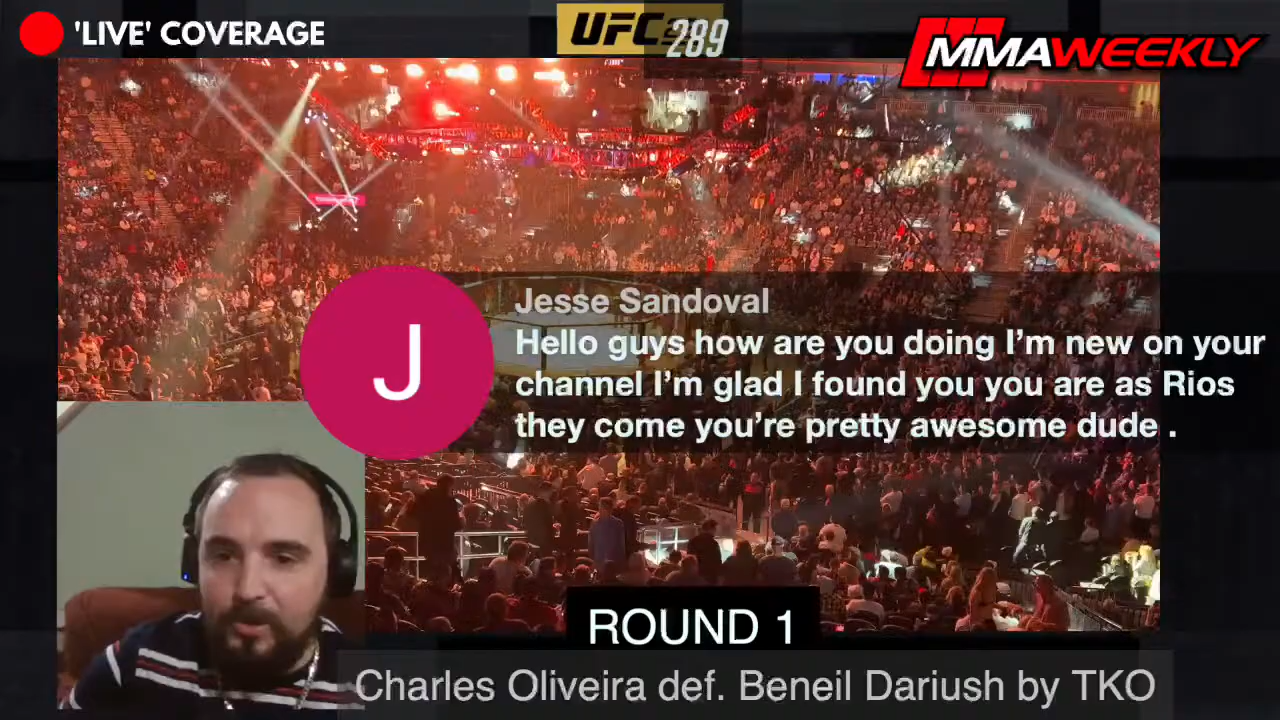 'LIVE' COVERAGE
UFC 289
MMAWEEKLY
Jesse Sandoval
Hello guys how are you doing I'm new on your
channel I'm glad I found you you are as Rios
they come you're pretty awesome dude .
J
ROUND 1
Charles Oliveira def. Beneil Dariush by TKO